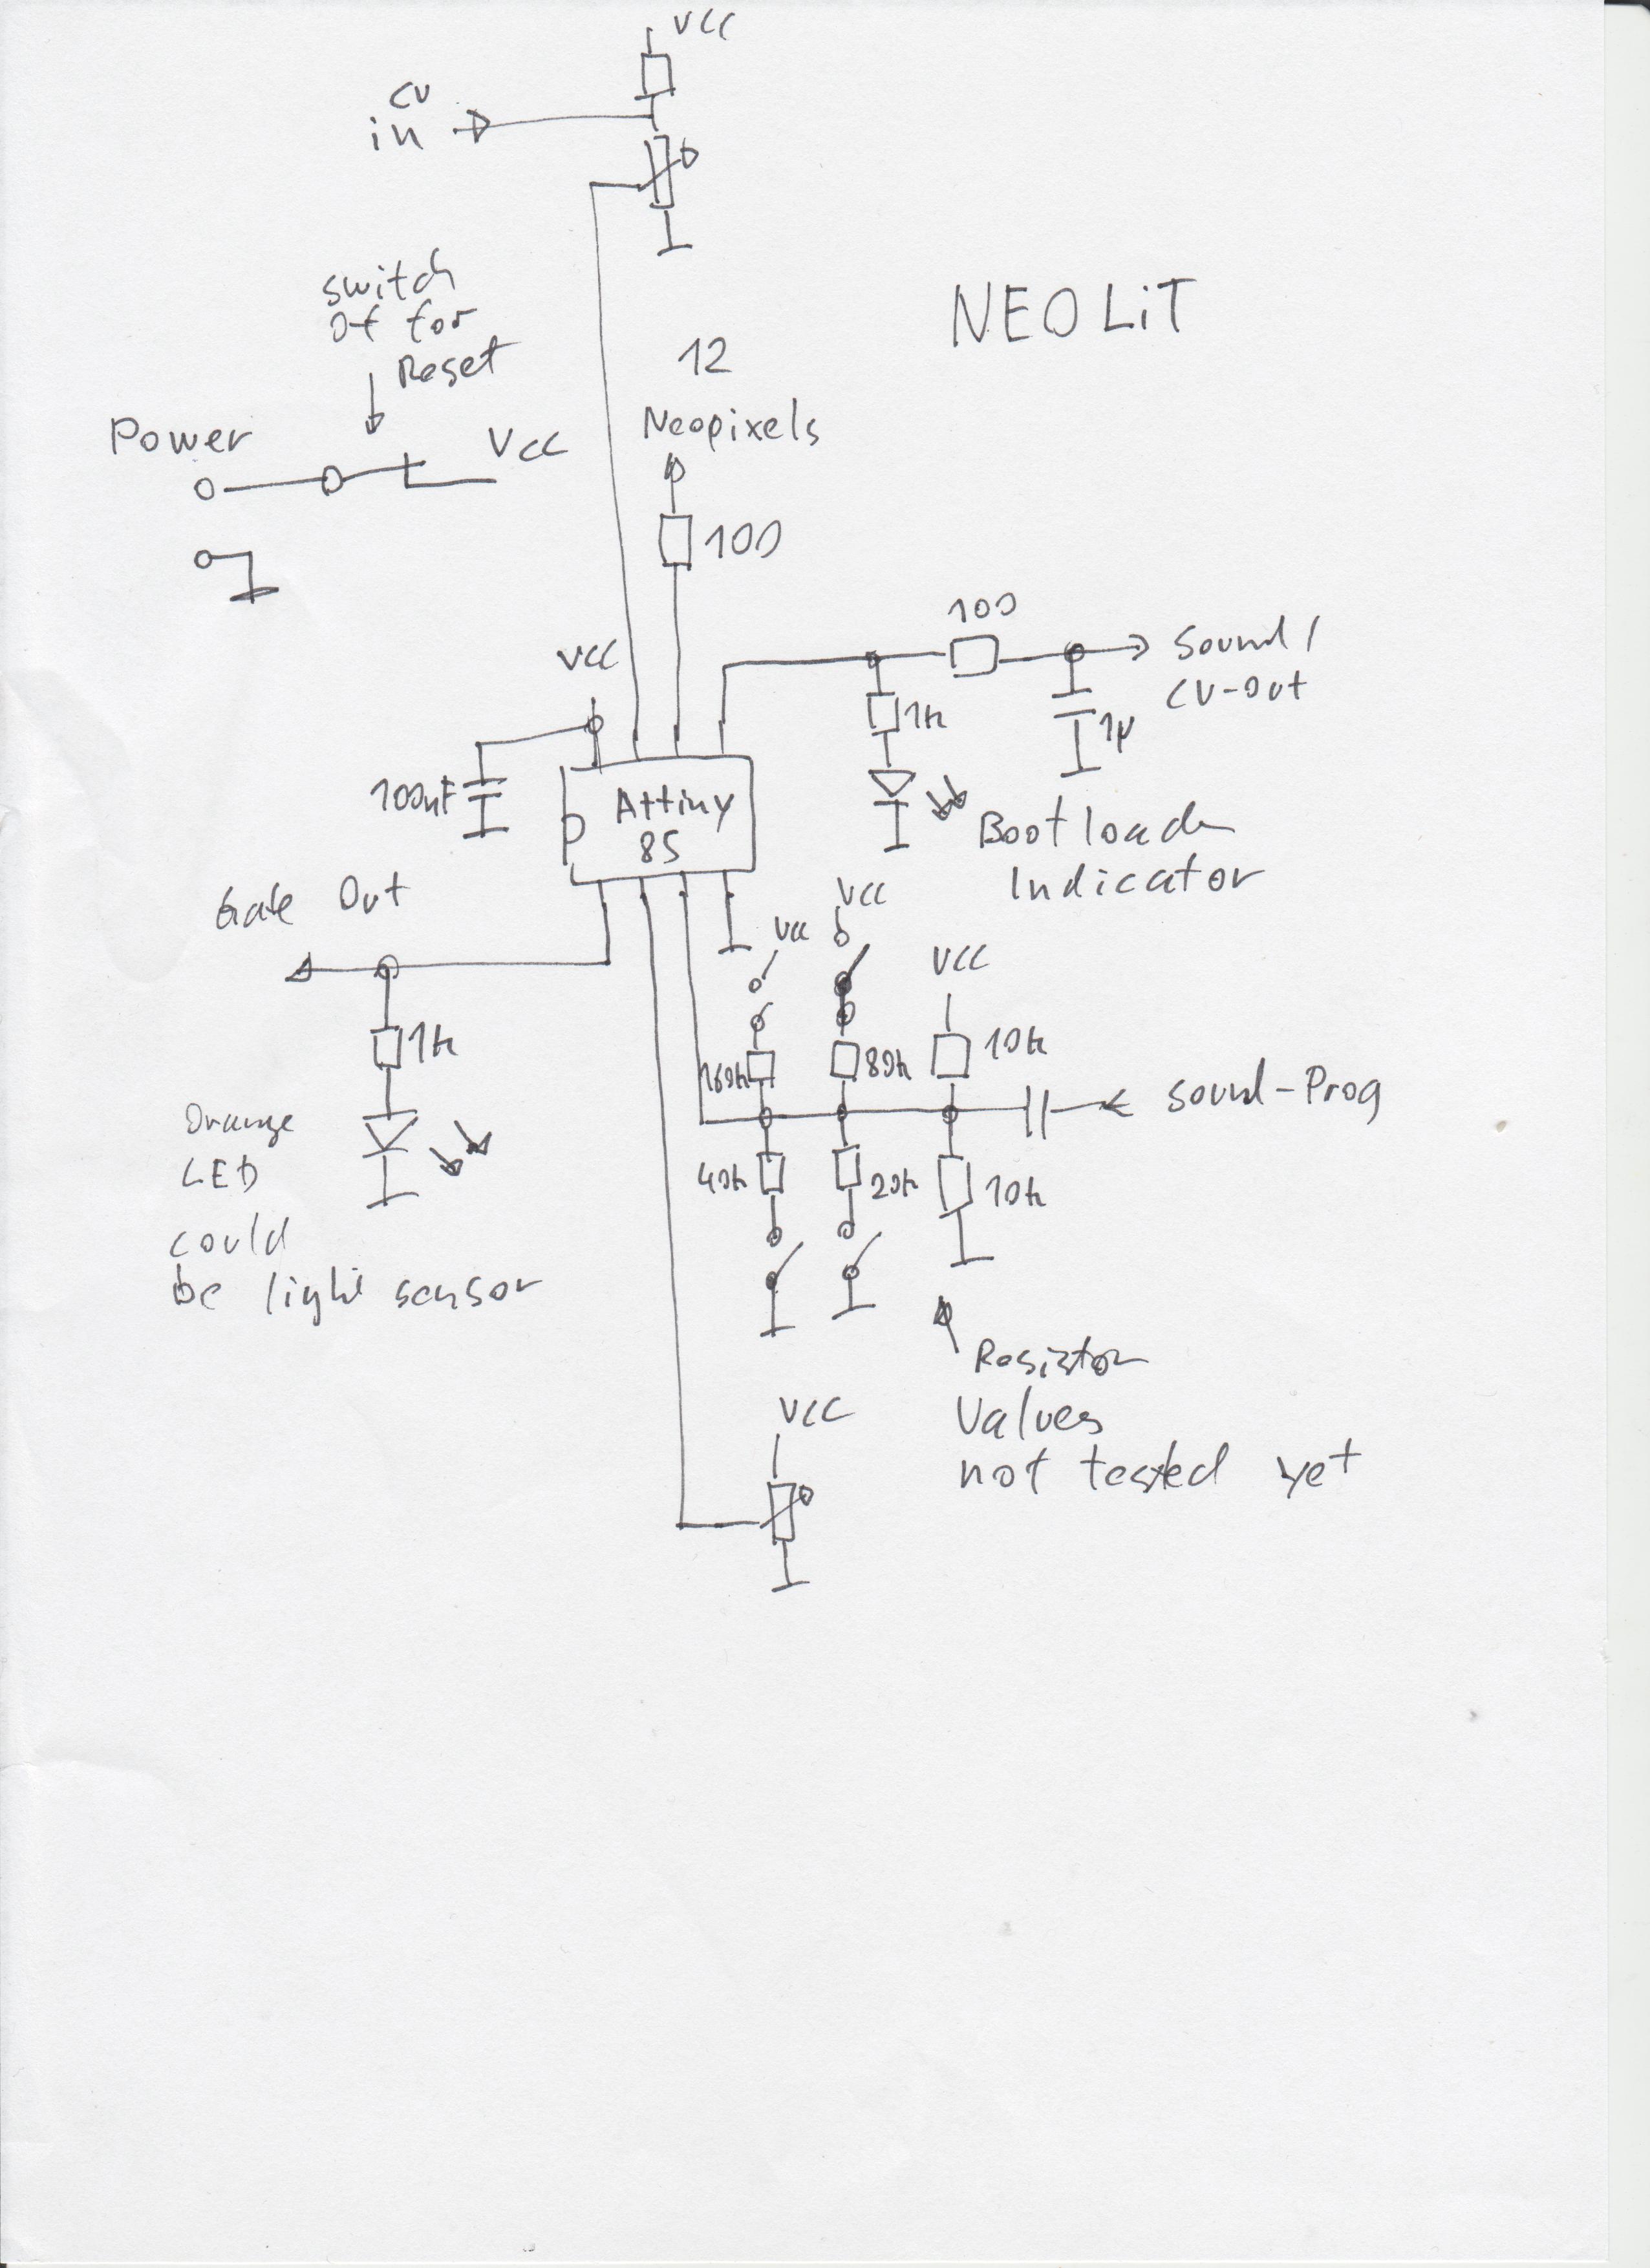 VCC
CV
in
NEOLiT
switch
Of for
Reset
12
Neopixels
Power
VCC
100
100
Sound/
CV-Out
VCC
1k
1µ
100nF
Attiny
85
Bootloader
Indicator
Gate Out
VCC
VCC
VCC
1k
160k
80k
10k
sound-Prog
Orange
LED
could
be light sensor
40k
20k
10k
Resistor
Values
not tested yet
VCC